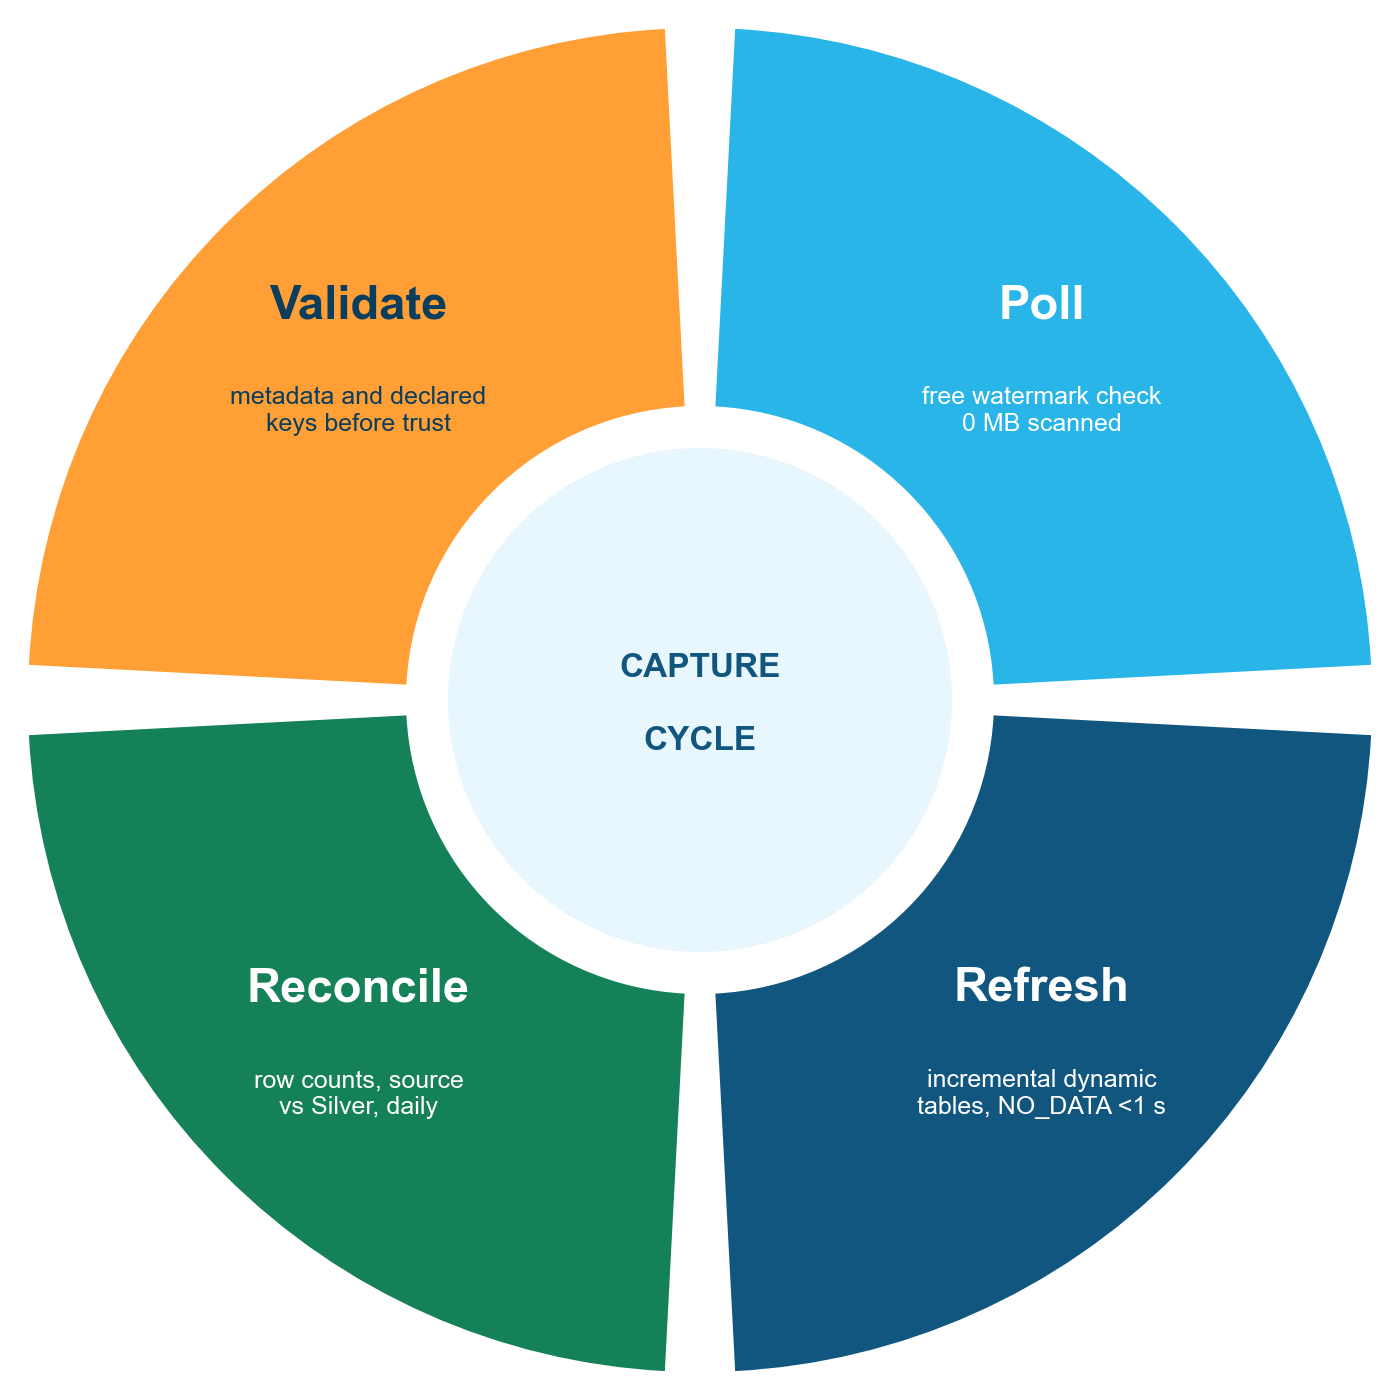 Validate
metadata and declared
keys before trust
Poll
free watermark check
0 MB scanned
CAPTURE
CYCLE
Reconcile
row counts, source
vs Silver, daily
Refresh
incremental dynamic
tables, NO_DATA <1 s